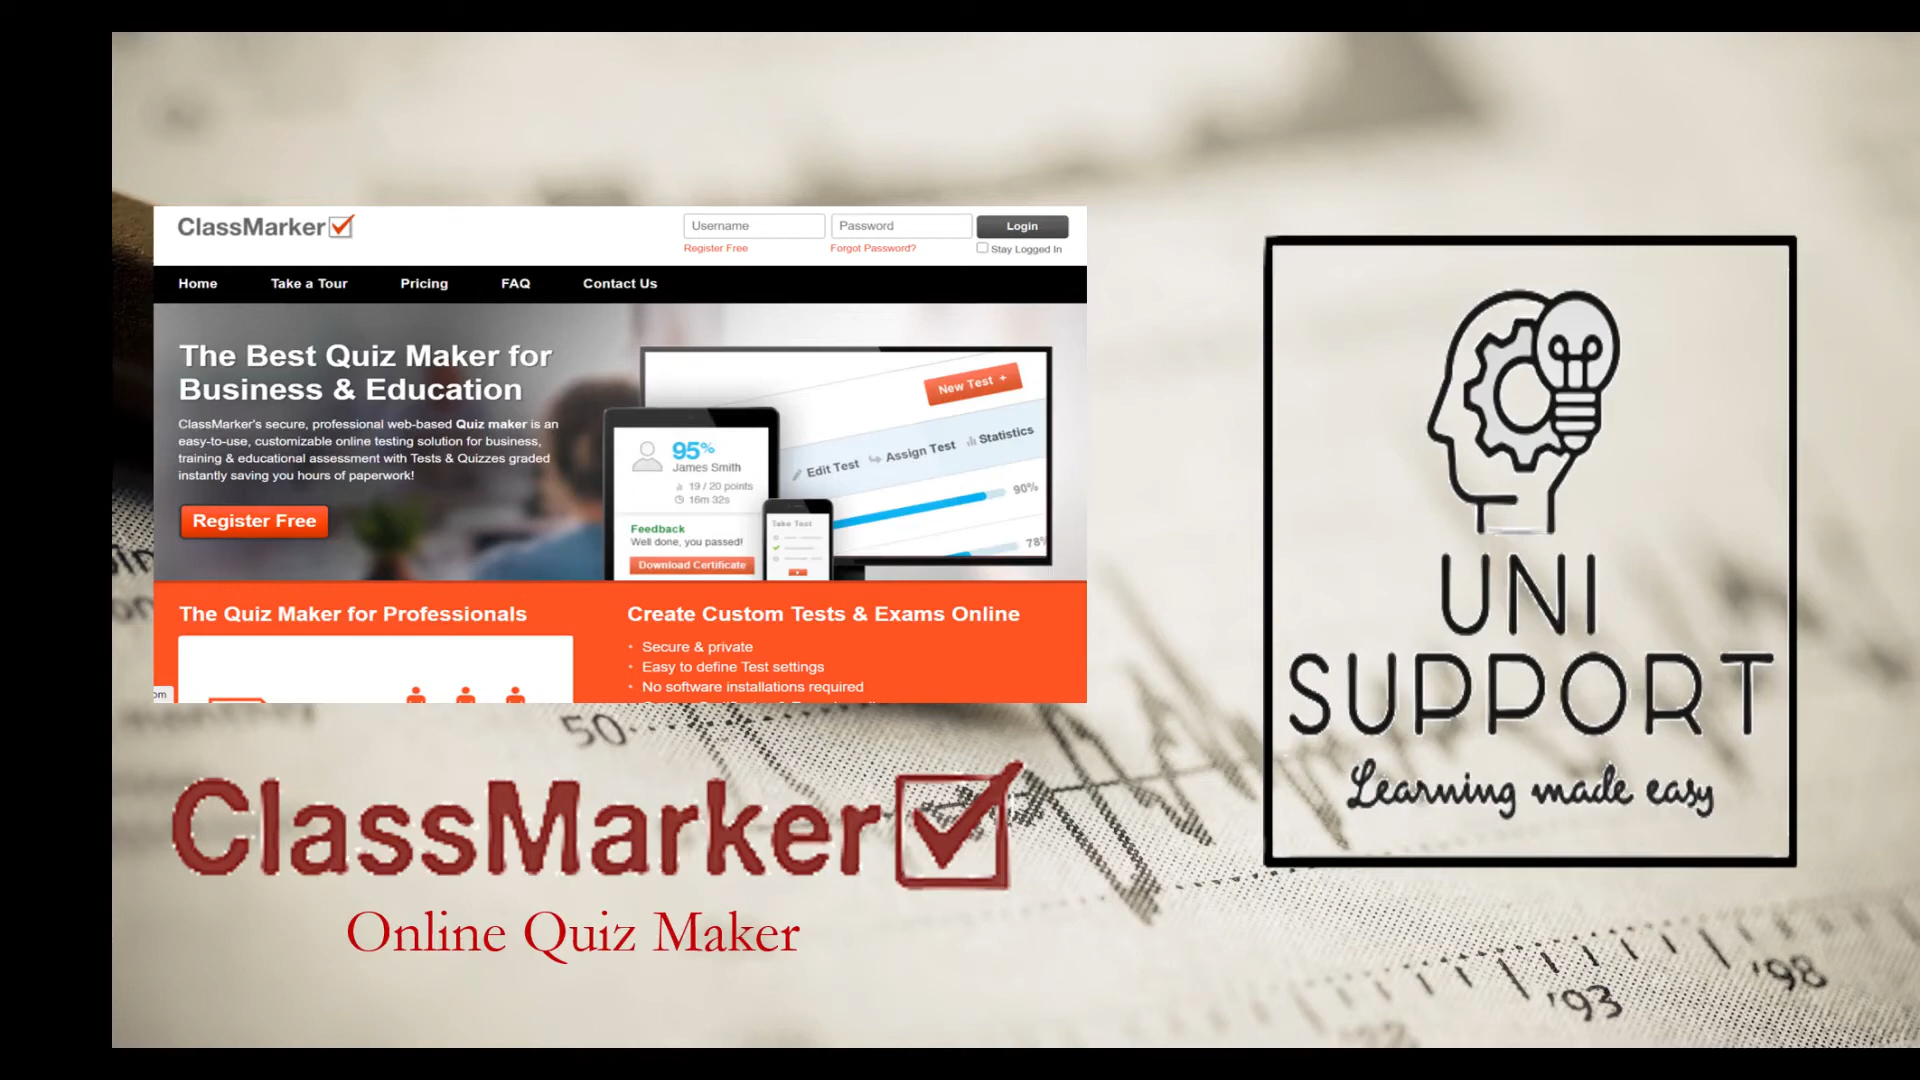 ClassMarker
Username
Password
Login
Register Free
Forgot Password?
Stay Logged In
Home
Take a Tour
Pricing
FAQ
Contact Us
The Best Quiz Maker for
Business & Education
ClassMarker's secure, professional web-based Quiz maker is an
easy-to-use, customizable online testing solution for business,
training & educational assessment with Tests & Quizzes graded
instantly saving you hours of paperwork!
Register Free
New Test +
Edit Test
Assign Test
Statistics
90%
78%
95%
James Smith
19 / 20 points
16m 32s
Feedback
Well done, you passed!
Download Certificate
Take Test
The Quiz Maker for Professionals
Create Custom Tests & Exams Online
• Secure & private
• Easy to define Test settings
• No software installations required
om
50
ClassMarker
Online Quiz Maker
UNI
SUPPORT
Learning made easy
'93
'98